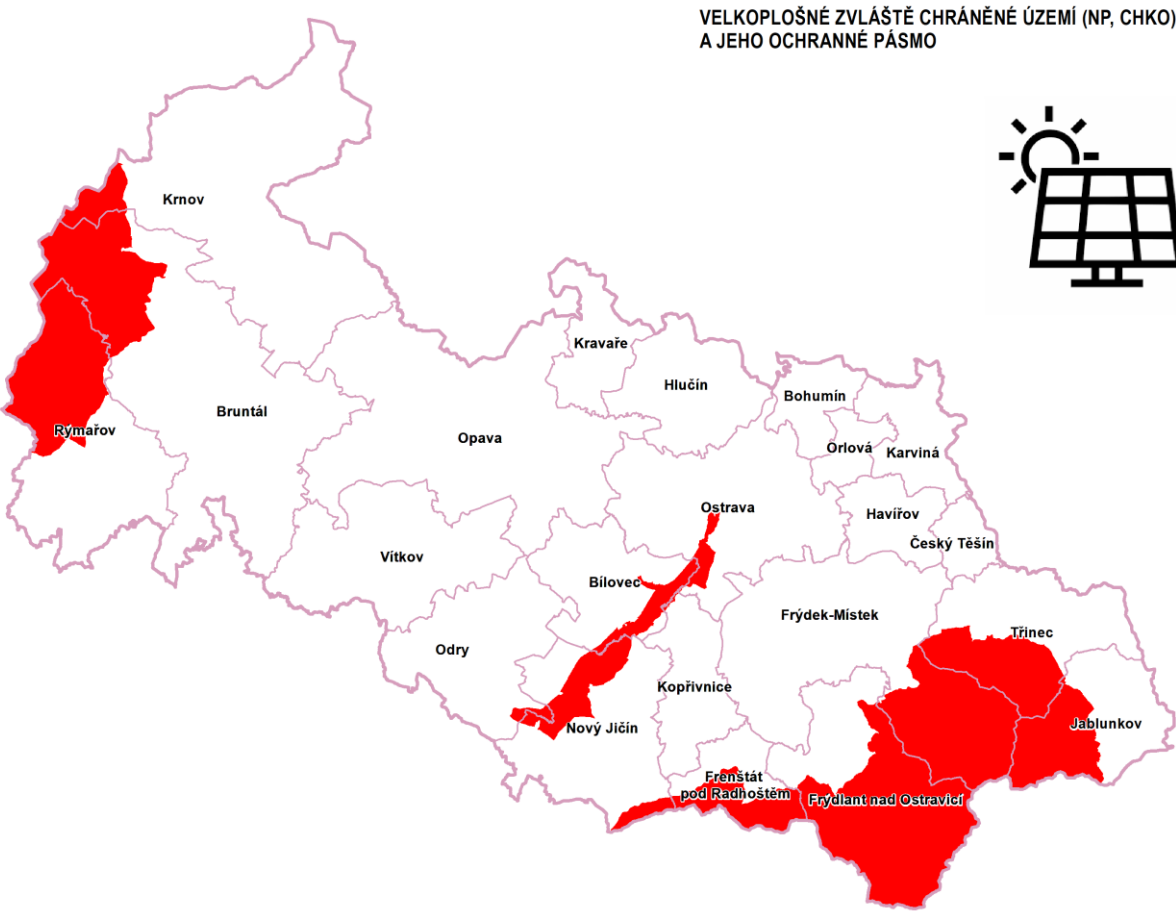 VELKOPLOŠNÉ ZVLÁŠTĚ CHRÁNĚNÉ ÚZEMÍ (NP, CHKO)
A JEHO OCHRANNÉ PÁSMO
Krnov
Kravaře
Hlučín
Bohumín
Bruntál
Rýmařov
Opava
Orlová
Karviná
Ostrava
Havířov
Český Těšín
Vítkov
Bílovec
Frýdek-Místek
Třinec
Odry
Kopřivnice
Nový Jičín
Jablunkov
Frenštát
pod Radhoštěm
Frýdlant nad Ostravicí